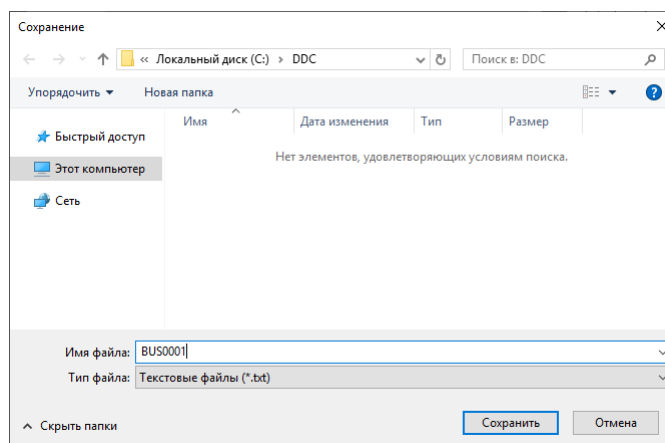 Сохранение
« Локальный диск (C:) › DDC
Поиск в: DDC
Упорядочить Новая папка
Имя Дата изменения Тип Размер
Быстрый доступ
Нет элементов, удовлетворяющих условиям поиска.
Этот компьютер
Сеть
Имя файла: BUS0001
Тип файла: Текстовые файлы (*.txt)
Скрыть папки Сохранить Отмена